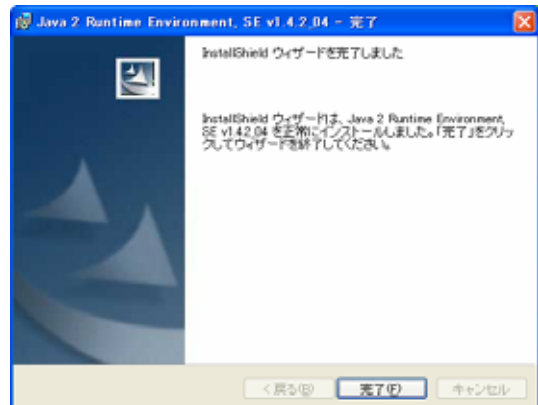 Java 2 Runtime Environment, SE v1.4.2_04 - 完了
InstallShield ウィザードを完了しました
InstallShield ウィザードは、Java 2 Runtime Environment,
SE v1.4.2_04 を正常にインストールしました。「完了」をクリッ
クしてウィザードを終了してください。
< 戻る(B)
完了(F)
キャンセル